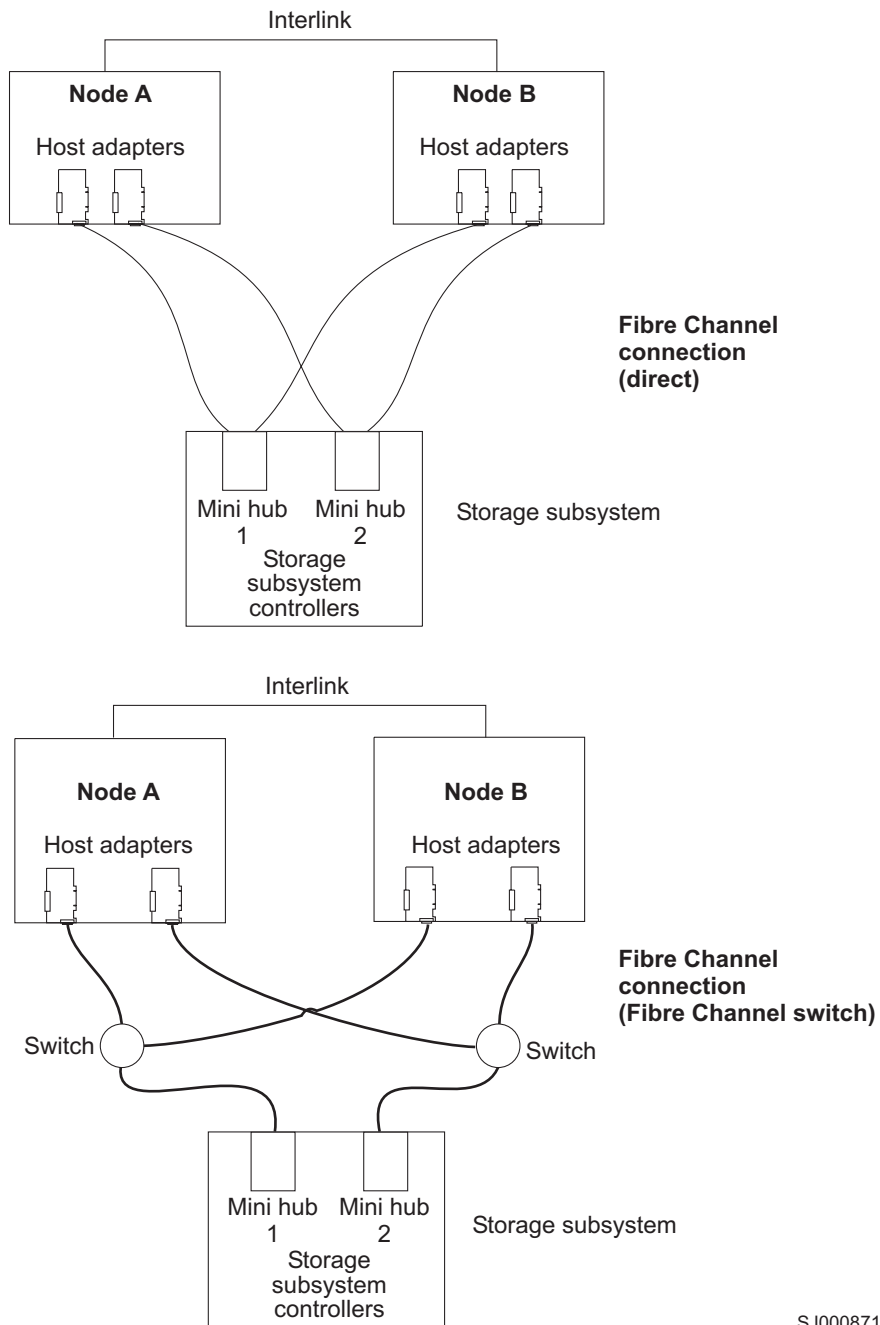 Interlink
Node A
Node B
Host adapters
Host adapters
Fibre Channel
connection
(direct)
Mini hub
1
Mini hub
2
Storage
subsystem
controllers
Storage subsystem
Interlink
Node A
Node B
Host adapters
Host adapters
Fibre Channel
connection
(Fibre Channel switch)
Switch
Switch
Mini hub
1
Mini hub
2
Storage
subsystem
controllers
Storage subsystem
SJ000871